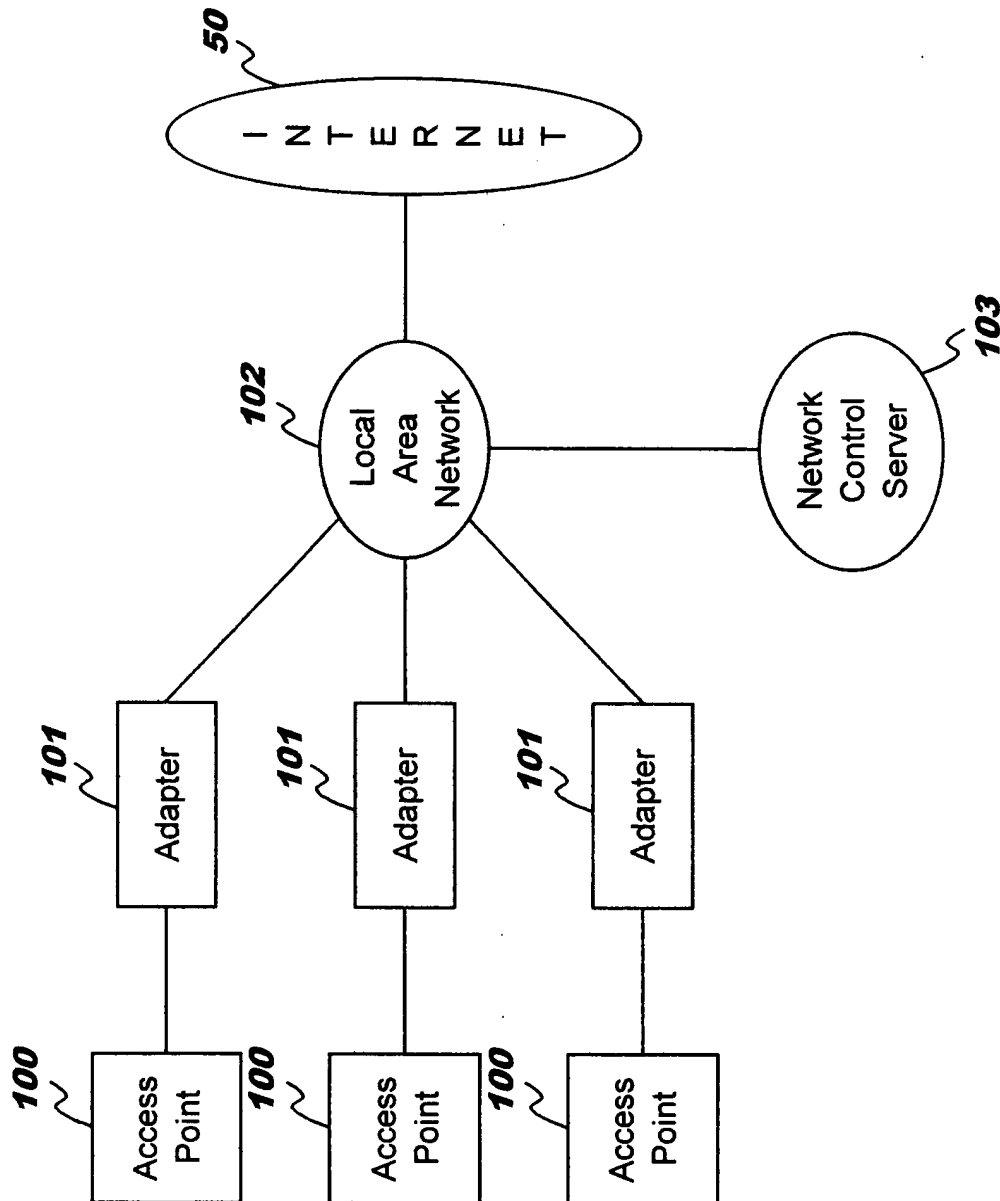 50
I
N
T
E
R
N
E
T
102
Local
Area
Network
103
Network
Control
Server
101
Adapter
101
Adapter
101
Adapter
100
Access
Point
100
Access
Point
100
Access
Point